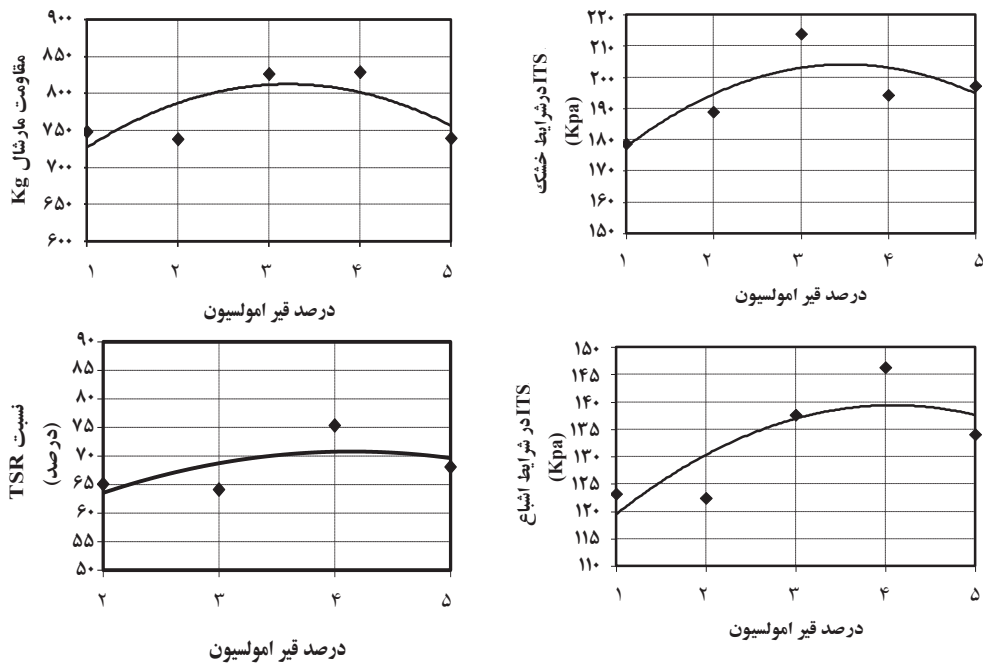 مقاومت مارشال Kg
۹۰۰
۸۵۰
۸۰۰
۷۵۰
۷۰۰
۶۵۰
۶۰۰
۱ ۲ ۳ ۴ ۵
درصد قیر امولسیون
ITSدرشرایط خشک
(Kpa)
۲۲۰
۲۱۰
۲۰۰
۱۹۰
۱۸۰
۱۷۰
۱۶۰
۱۵۰
۱ ۲ ۳ ۴ ۵
درصد قیر امولسیون
نسبت TSR
(درصد)
۹۰
۸۵
۸۰
۷۵
۷۰
۶۵
۶۰
۵۵
۵۰
۲ ۳ ۴ ۵
درصد قیر امولسیون
ITSدر شرایط اشباع
(Kpa)
۱۵۰
۱۴۵
۱۴۰
۱۳۵
۱۳۰
۱۲۵
۱۲۰
۱۱۵
۱۱۰
۱ ۲ ۳ ۴ ۵
درصد قیر امولسیون